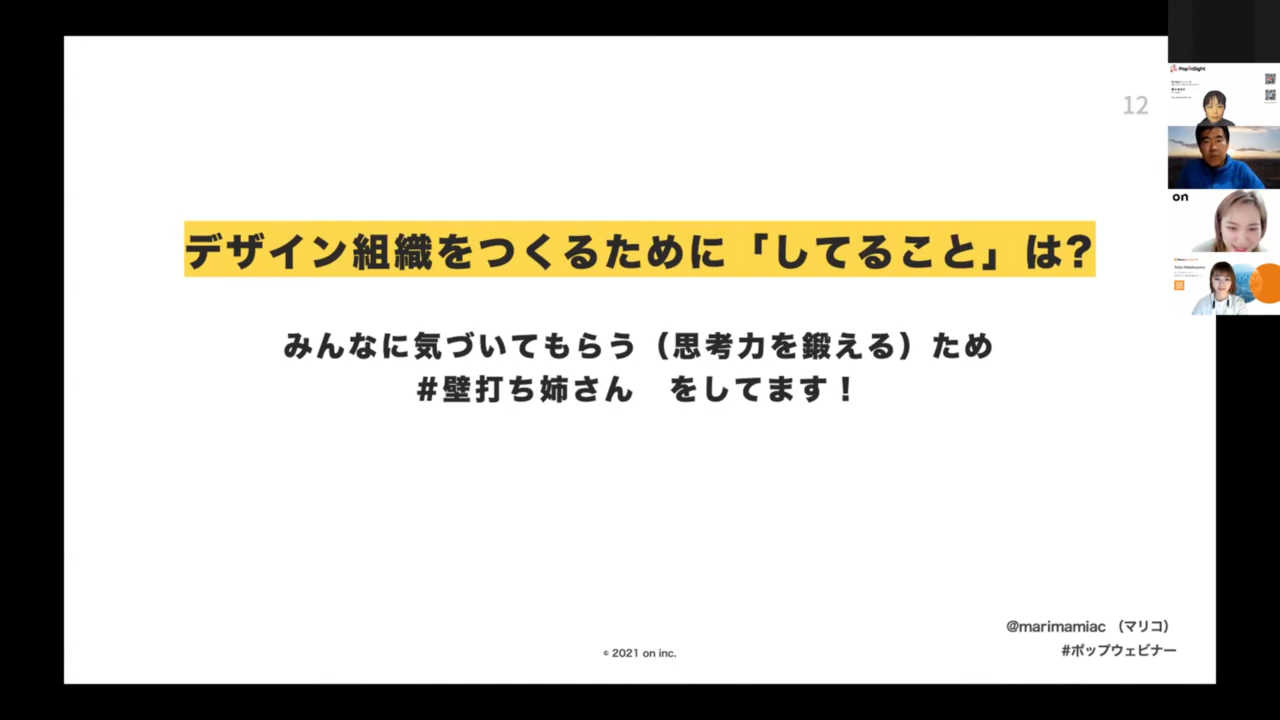 12
デザイン組織をつくるために「してること」は?
みんなに気づいてもらう（思考力を鍛える）ため
#壁打ち姉さん　をしてます！
@marimamiac （マリコ）
#ポップウェビナー
© 2021 on inc.
Pop'nSight
on